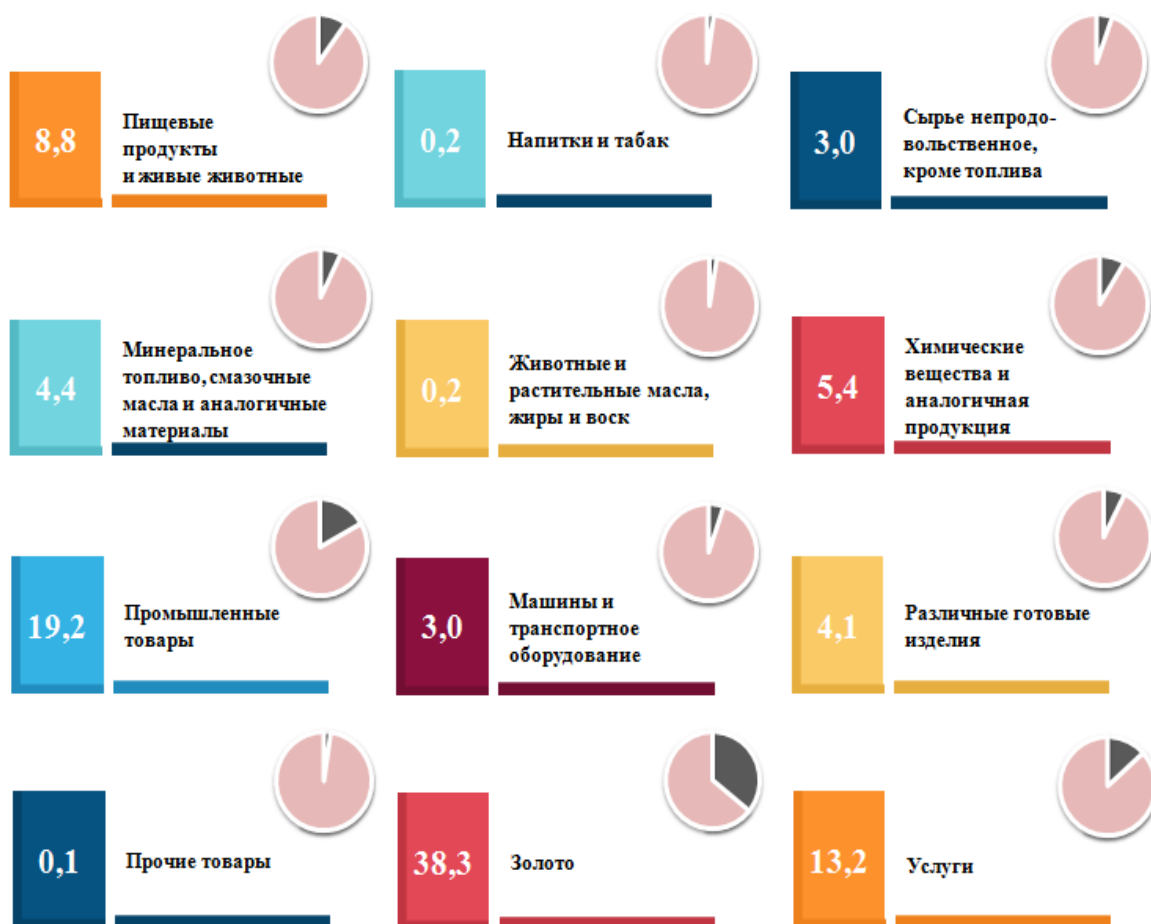 8,8
Пищевые
продукты
и живые животные
0,2
Напитки и табак
3,0
Сырье непродо-
вольственное,
кроме топлива
4,4
Минеральное
топливо, смазочные
масла и аналогичные
материалы
0,2
Животные и
растительные масла,
жиры и воск
5,4
Химические
вещества и
аналогичная
продукция
19,2
Промышленные
товары
3,0
Машины и
транспортное
оборудование
4,1
Различные готовые
изделия
0,1
Прочие товары
38,3
Золото
13,2
Услуги